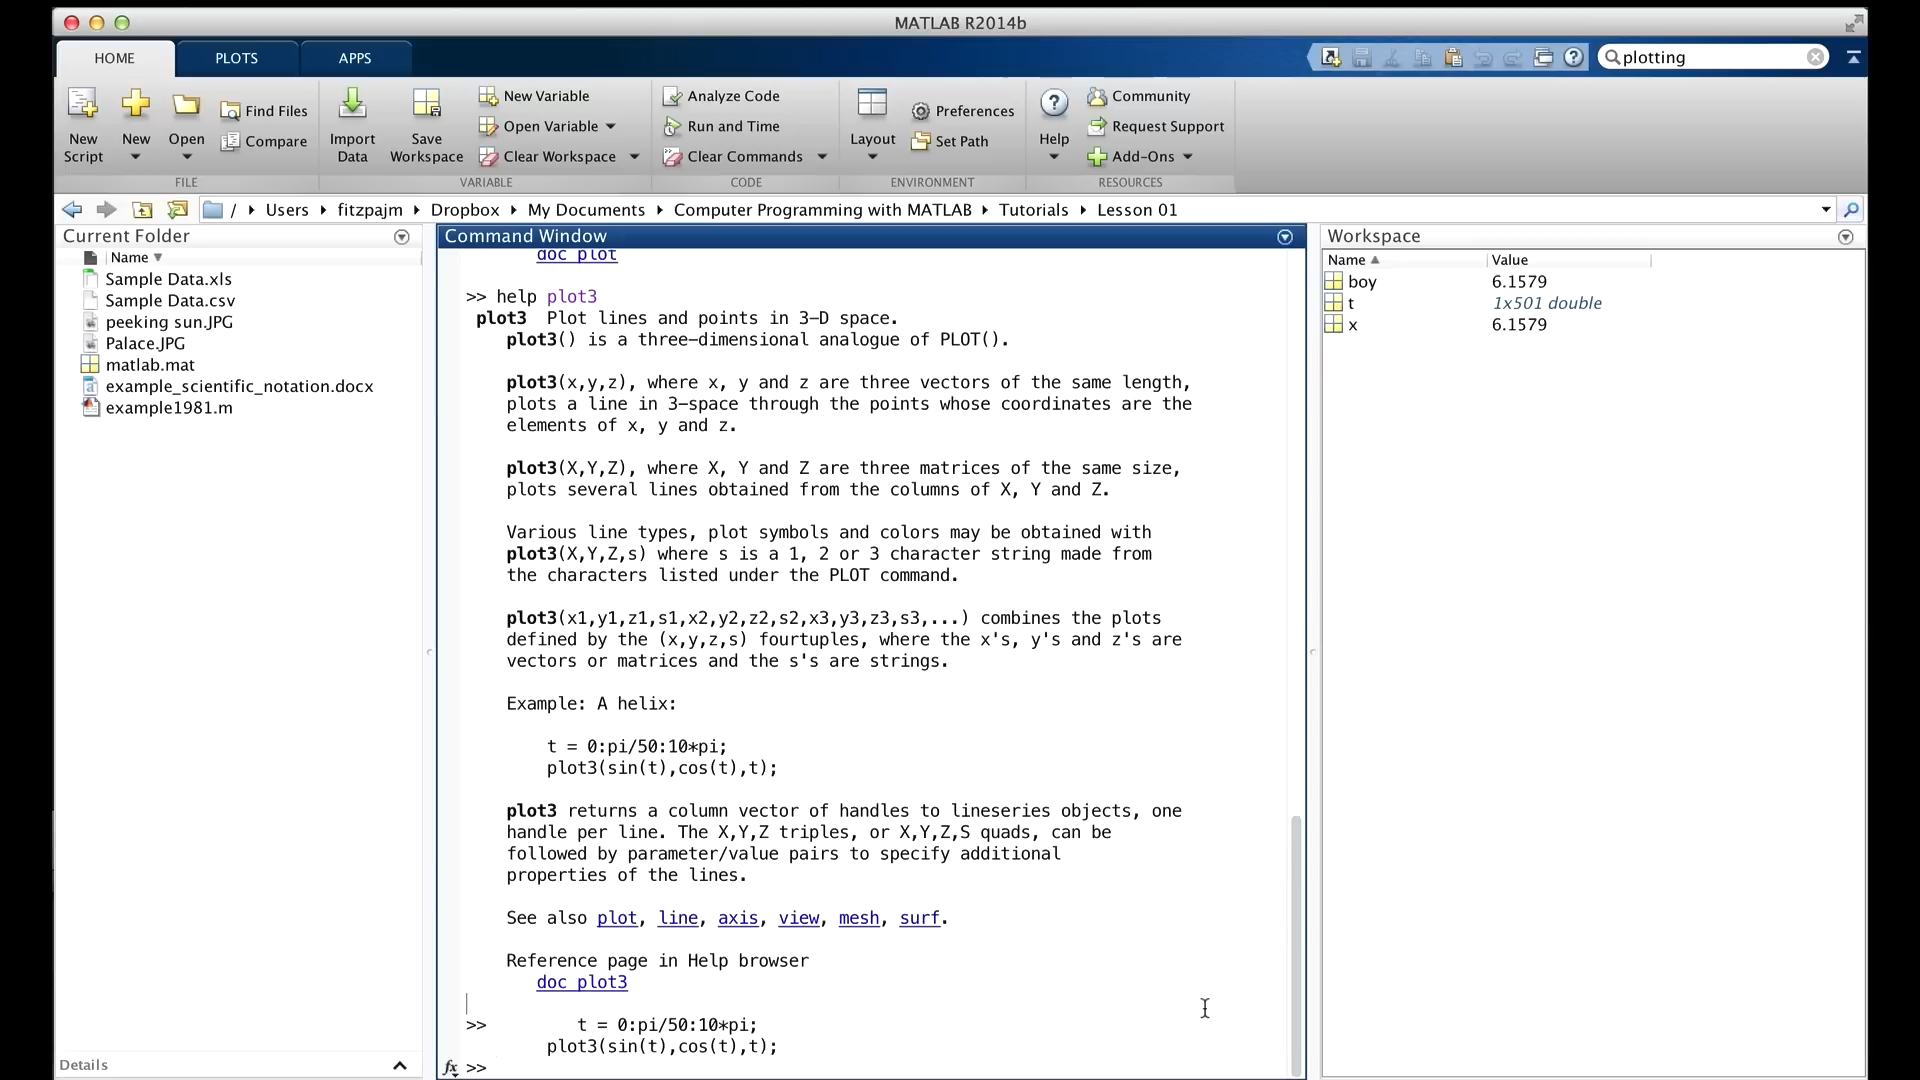 MATLAB R2014b
HOME
PLOTS
APPS
plotting
New Script
New
Open
Find Files
Compare
FILE
Import Data
Save Workspace
New Variable
Open Variable
Clear Workspace
VARIABLE
Analyze Code
Run and Time
Clear Commands
CODE
Layout
Preferences
Set Path
ENVIRONMENT
Help
Community
Request Support
Add-Ons
RESOURCES
/ Users fitzpajm Dropbox My Documents Computer Programming with MATLAB Tutorials Lesson 01
Current Folder
Name
Sample Data.xls
Sample Data.csv
peeking sun.JPG
Palace.JPG
matlab.mat
example_scientific_notation.docx
example1981.m
Details
Command Window
doc plot
>> help plot3
plot3 Plot lines and points in 3-D space.
plot3() is a three-dimensional analogue of PLOT().
plot3(x,y,z), where x, y and z are three vectors of the same length,
plots a line in 3-space through the points whose coordinates are the
elements of x, y and z.
plot3(X,Y,Z), where X, Y and Z are three matrices of the same size,
plots several lines obtained from the columns of X, Y and Z.
Various line types, plot symbols and colors may be obtained with
plot3(X,Y,Z,s) where s is a 1, 2 or 3 character string made from
the characters listed under the PLOT command.
plot3(x1,y1,z1,s1,x2,y2,z2,s2,x3,y3,z3,s3,...) combines the plots
defined by the (x,y,z,s) fourtuples, where the x's, y's and z's are
vectors or matrices and the s's are strings.
Example: A helix:
t = 0:pi/50:10*pi;
plot3(sin(t),cos(t),t);
plot3 returns a column vector of handles to lineseries objects, one
handle per line. The X,Y,Z triples, or X,Y,Z,S quads, can be
followed by parameter/value pairs to specify additional
properties of the lines.
See also plot, line, axis, view, mesh, surf.
Reference page in Help browser
doc plot3
>> t = 0:pi/50:10*pi;
plot3(sin(t),cos(t),t);
fx >>
Workspace
Name Value
boy 6.1579
t 1x501 double
x 6.1579